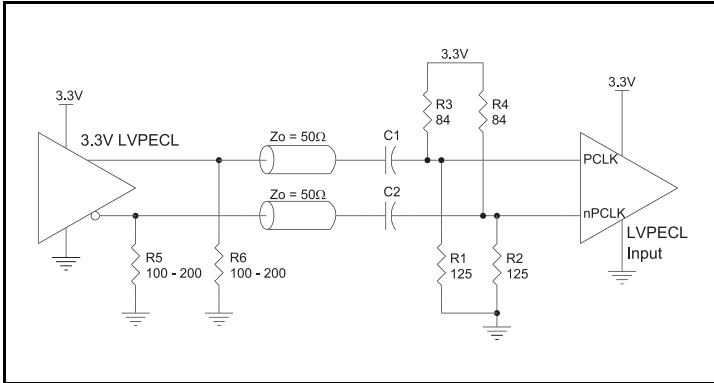 3.3V
3.3V
R3
84
R4
84
3.3V
3.3V LVPECL
Zo = 50Ω
C1
PCLK
Zo = 50Ω
C2
nPCLK
LVPECL
Input
R5
100 - 200
R6
100 - 200
R1
125
R2
125